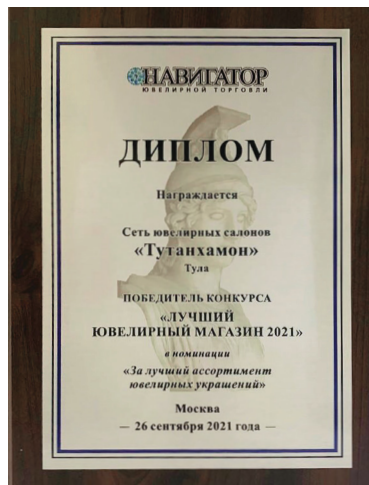 НАВИГАТОР
ЮВЕЛИРНОЙ ТОРГОВЛИ
ДИПЛОМ
Награждается
Сеть ювелирных салонов
«Тутанхамон»
Тула
ПОБЕДИТЕЛЬ КОНКУРСА
«ЛУЧШИЙ
ЮВЕЛИРНЫЙ МАГАЗИН 2021»
в номинации
«За лучший ассортимент
ювелирных украшений»
Москва
— 26 сентября 2021 года —